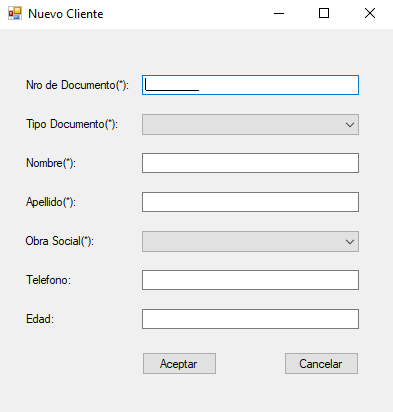 Nuevo Cliente
Nro de Documento(*):
Tipo Documento(*):
Nombre(*):
Apellido(*):
Obra Social(*):
Telefono:
Edad:
Aceptar Cancelar